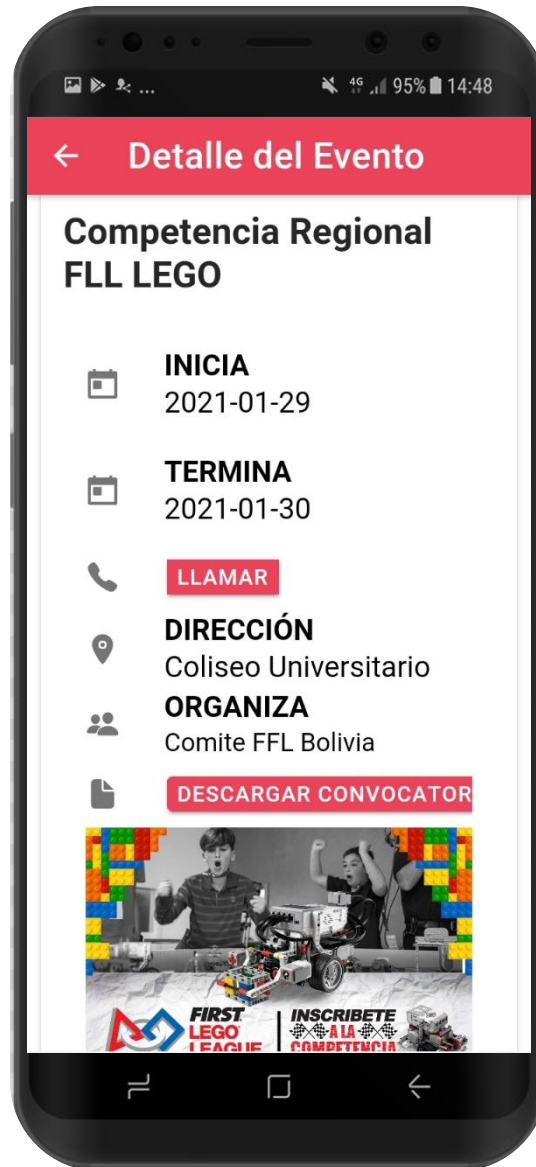 ... 4G 95% 14:48
Detalle del Evento
Competencia Regional
FLL LEGO
INICIA
2021-01-29
TERMINA
2021-01-30
LLAMAR
DIRECCIÓN
Coliseo Universitario
ORGANIZA
Comite FFL Bolivia
DESCARGAR CONVOCATOR
FIRST
LEGO
LEAGUE
INSCRIBETE
A LA
COMPETENCIA